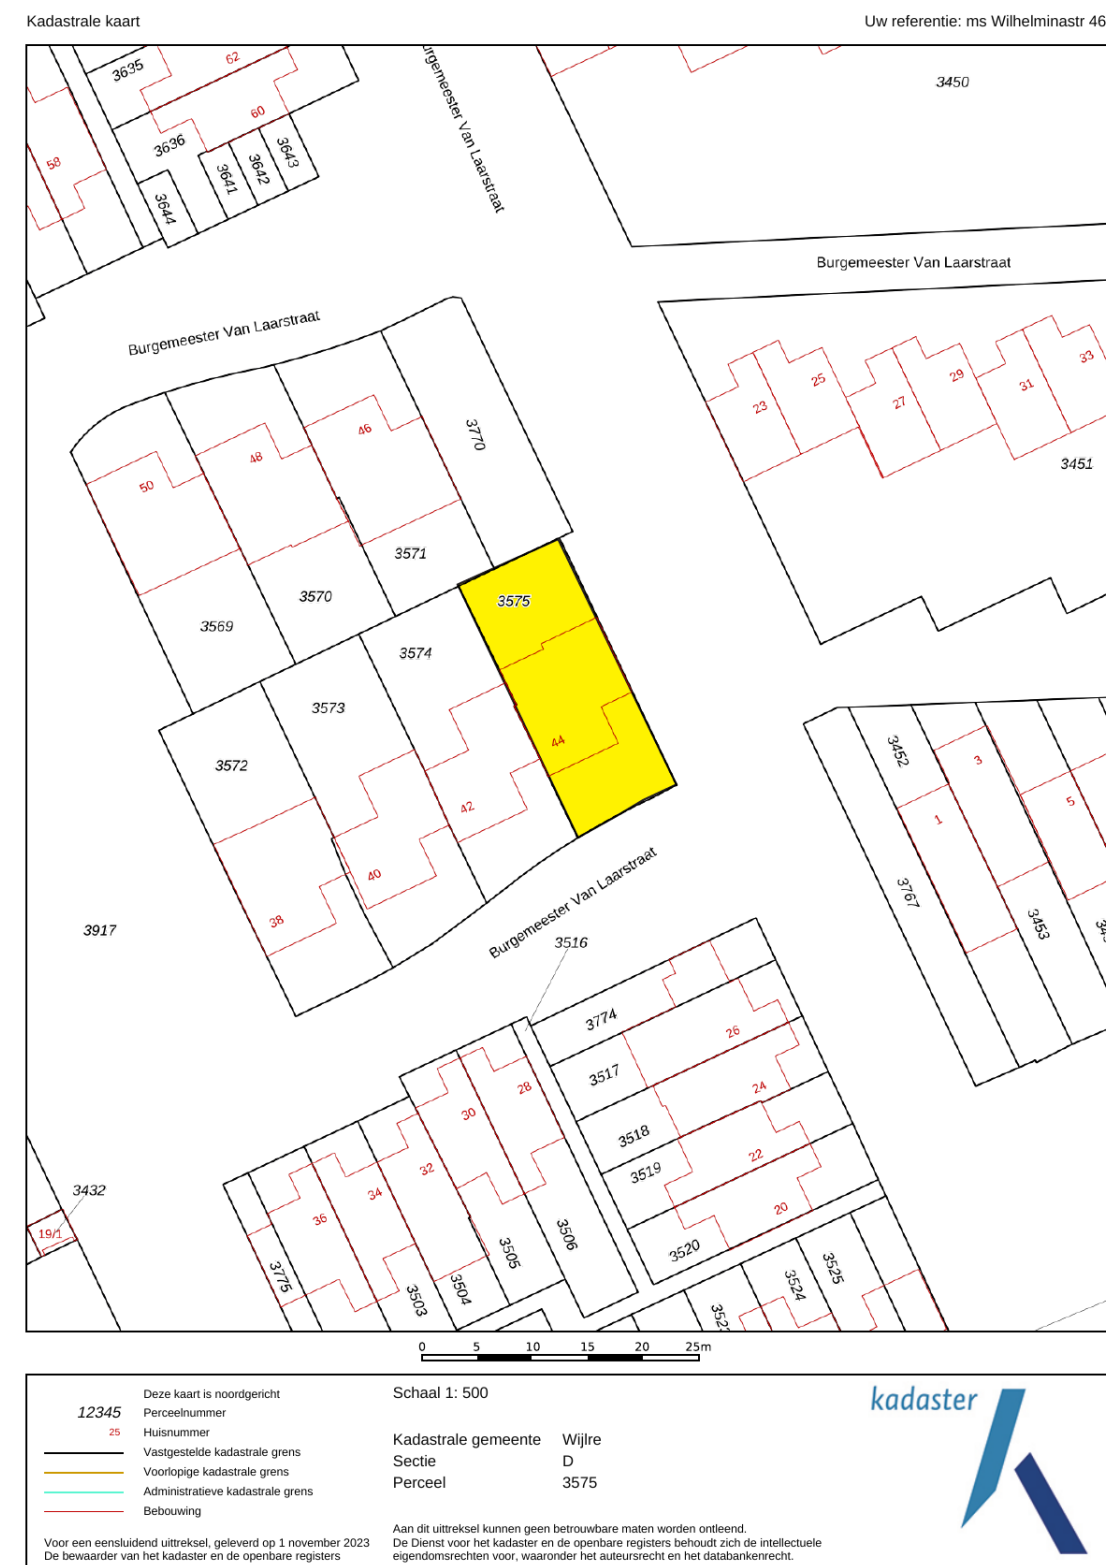 Kadastrale kaart
Uw referentie: ms Wilhelminastr 46
3635
62
3450
60
3636
58
3641
3642
3643
3644
Burgemeester Van Laarstraat
Burgemeester Van Laarstraat
Burgemeester Van Laarstraat
23
25
27
29
31
33
3451
50
48
46
3770
3571
3570
3569
3575
3574
3573
3572
44
42
40
38
3917
Burgemeester Van Laarstraat
3516
3452
3
1
5
3767
3453
3774
26
3517
24
3518
22
3519
20
3520
28
30
32
34
36
3506
3505
3504
3503
3775
3432
19/1
3524
3525
0 5 10 15 20 25m
Deze kaart is noordgericht
12345 Perceelnummer
25 Huisnummer
Vastgestelde kadastrale grens
Voorlopige kadastrale grens
Administratieve kadastrale grens
Bebouwing
Voor een eensluidend uittreksel, geleverd op 1 november 2023
De bewaarder van het kadaster en de openbare registers
Schaal 1: 500
Kadastrale gemeente Wijlre
Sectie D
Perceel 3575
Aan dit uittreksel kunnen geen betrouwbare maten worden ontleend.
De Dienst voor het kadaster en de openbare registers behoudt zich de intellectuele
eigendomsrechten voor, waaronder het auteursrecht en het databankenrecht.
kadaster